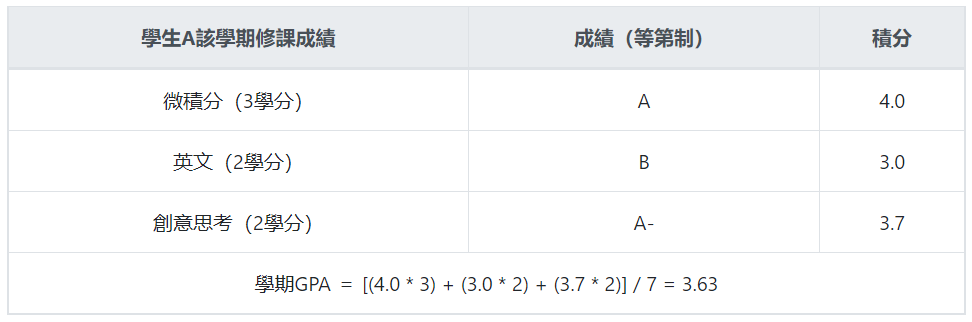 學生A該學期修課成績 成績（等第制） 積分
微積分（3學分） A 4.0
英文（2學分） B 3.0
創意思考（2學分） A- 3.7
學期GPA ＝ [(4.0 * 3) + (3.0 * 2) + (3.7 * 2)] / 7 = 3.63